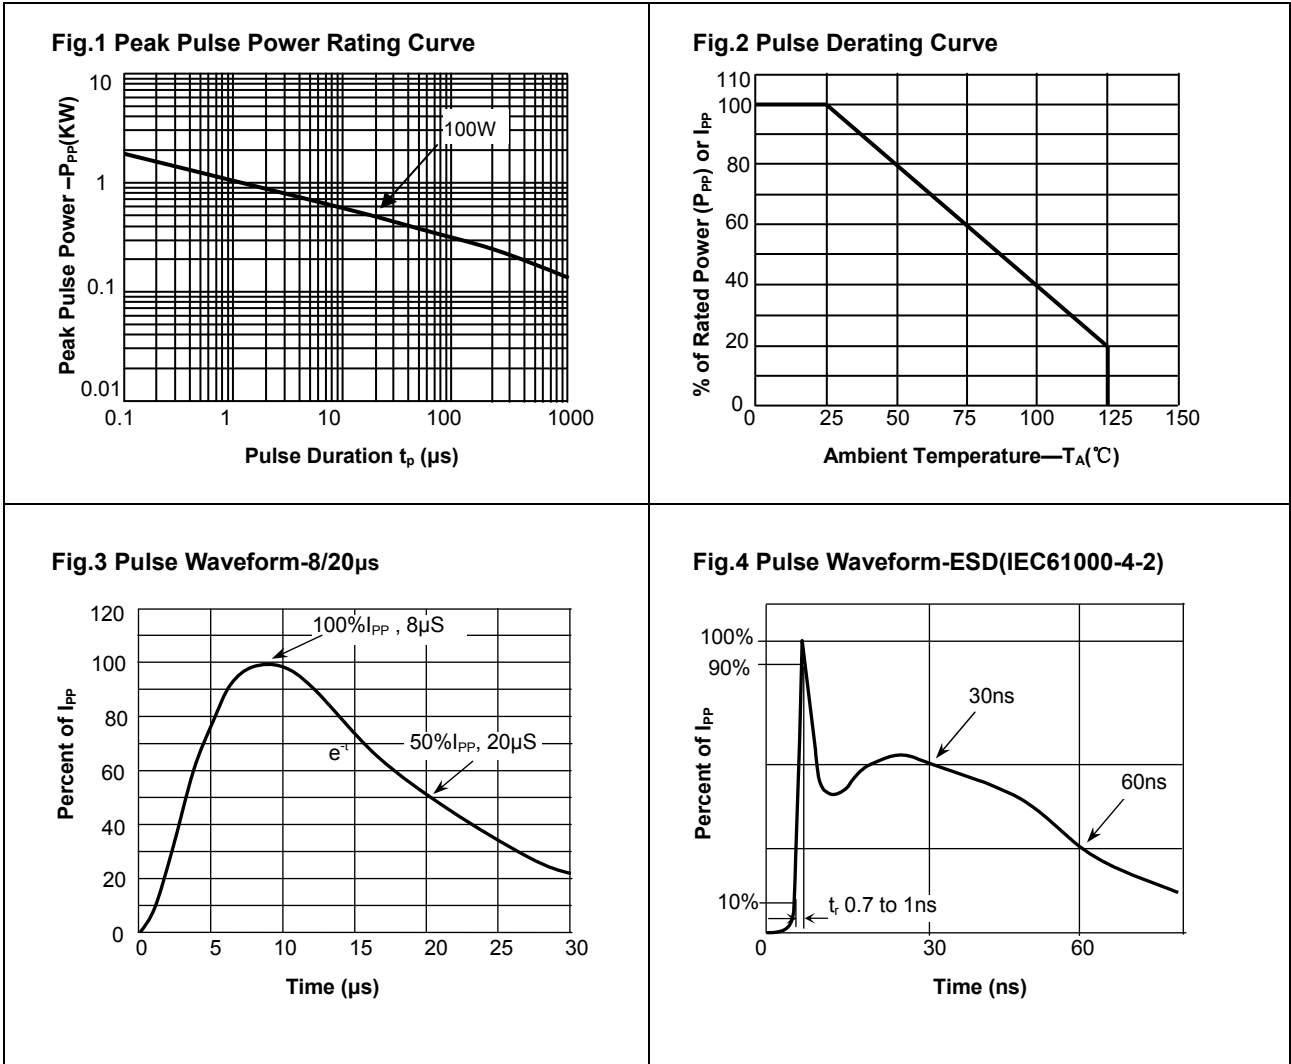 Fig.1 Peak Pulse Power Rating Curve
Peak Pulse Power –PPP(KW)
10
1
0.1
0.01
100W
0.1 1 10 100 1000
Pulse Duration tp (µs)
Fig.2 Pulse Derating Curve
% of Rated Power (PPP) or IPP
110
100
80
60
40
20
0
0 25 50 75 100 125 150
Ambient Temperature—TA(℃)
Fig.3 Pulse Waveform-8/20µs
Percent of IPP
120
100
80
60
40
20
0
100%IPP , 8µS
e-t
50%IPP, 20µS
0 5 10 15 20 25 30
Time (µs)
Fig.4 Pulse Waveform-ESD(IEC61000-4-2)
Percent of IPP
100%
90%
10%
30ns
60ns
tr 0.7 to 1ns
0 30 60
Time (ns)